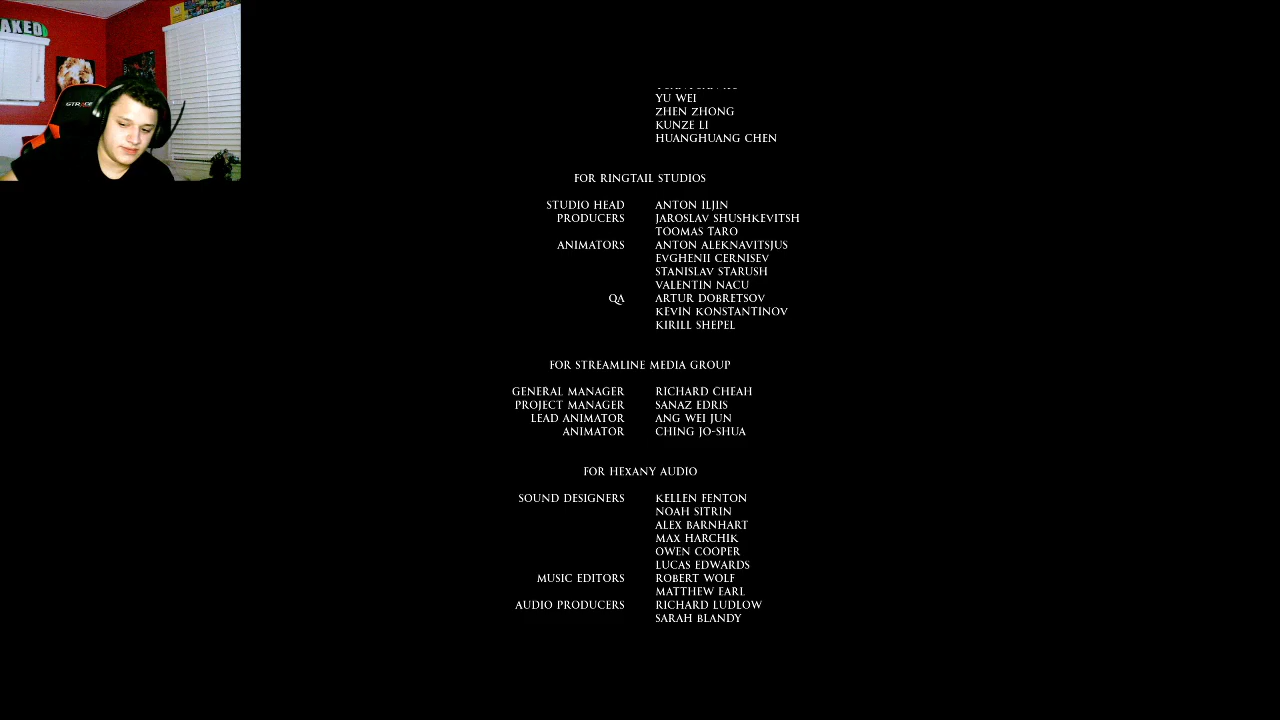 AKED
GTRACE
YU WEI
ZHEN ZHONG
KUNZE LI
HUANGHUANG CHEN
FOR RINGTAIL STUDIOS
STUDIO HEAD ANTON ILJIN
PRODUCERS JAROSLAV SHUSHKEVITSH
TOOMAS TARO
ANIMATORS ANTON ALEKNAVITSJUS
EVGHENII CERNISEV
STANISLAV STARUSH
VALENTIN NACU
QA ARTUR DOBRETSOV
KEVIN KONSTANTINOV
KIRILL SHEPEL
FOR STREAMLINE MEDIA GROUP
GENERAL MANAGER RICHARD CHEAH
PROJECT MANAGER SANAZ EDRIS
LEAD ANIMATOR ANG WEI JUN
ANIMATOR CHING JO-SHUA
FOR HEXANY AUDIO
SOUND DESIGNERS KELLEN FENTON
NOAH SITRIN
ALEX BARNHART
MAX HARCHIK
OWEN COOPER
LUCAS EDWARDS
MUSIC EDITORS ROBERT WOLF
MATTHEW EARL
AUDIO PRODUCERS RICHARD LUDLOW
SARAH BLANDY